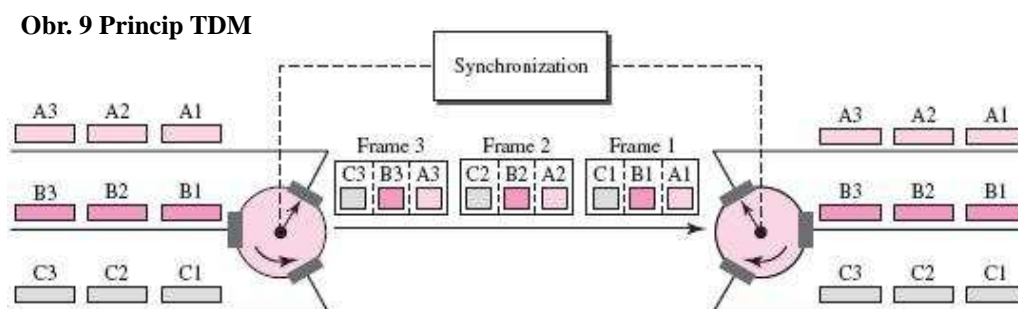 Obr. 9 Princip TDM
Synchronization
A3 A2 A1
A3 A2 A1
Frame 3 Frame 2 Frame 1
C3 B3 A3 C2 B2 A2 C1 B1 A1
B3 B2 B1
B3 B2 B1
C3 C2 C1
C3 C2 C1